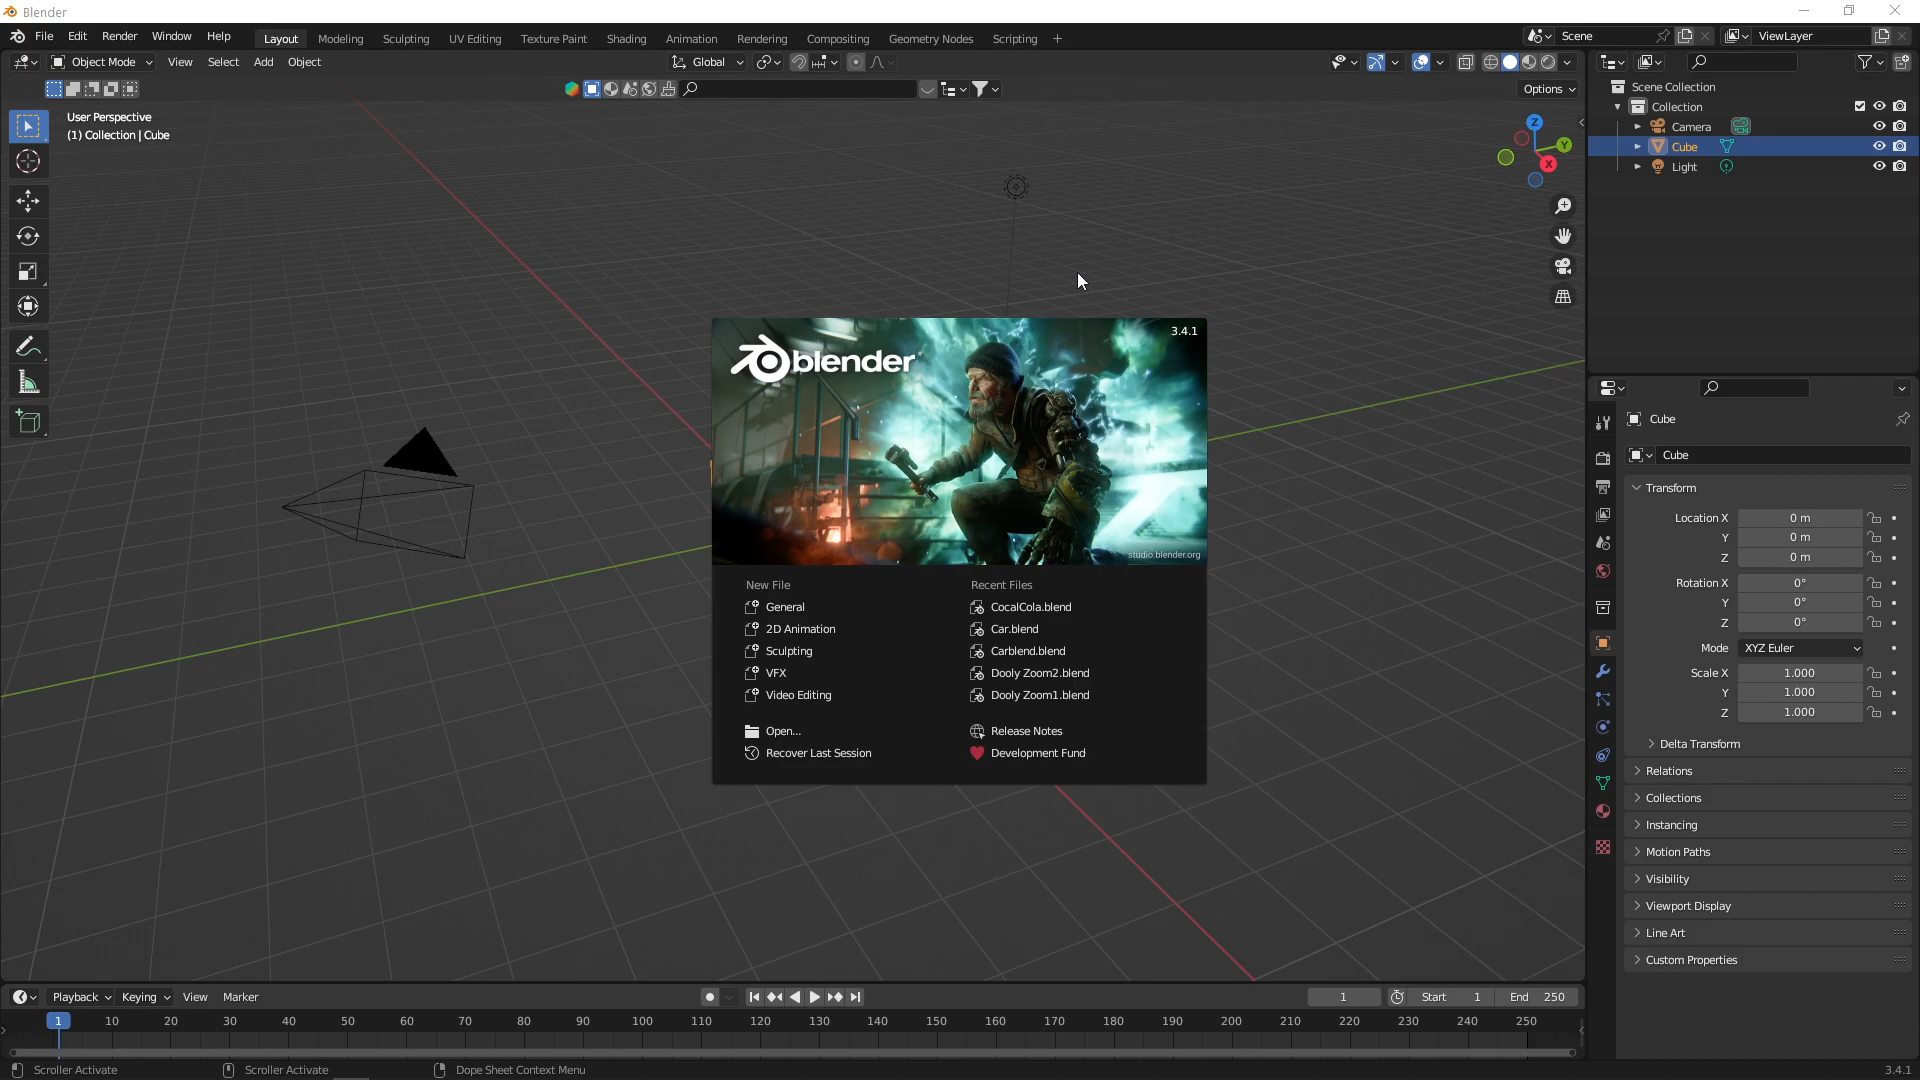 Blender
File Edit Render Window Help
Layout Modeling Sculpting UV Editing Texture Paint Shading Animation Rendering Compositing Geometry Nodes Scripting +
Scene
ViewLayer
Object Mode View Select Add Object
Global
Options
User Perspective
(1) Collection | Cube
Z
Y
X
Scene Collection
Collection
Camera
Cube
Light
3.4.1
blender
studio.blender.org
New File
General
2D Animation
Sculpting
VFX
Video Editing
Open...
Recover Last Session
Recent Files
CocalCola.blend
Car.blend
Carblend.blend
Dooly Zoom2.blend
Dooly Zoom1.blend
Release Notes
Development Fund
Cube
Cube
Transform
Location X 0 m
Y 0 m
Z 0 m
Rotation X 0°
Y 0°
Z 0°
Mode XYZ Euler
Scale X 1.000
Y 1.000
Z 1.000
Delta Transform
Relations
Collections
Instancing
Motion Paths
Visibility
Viewport Display
Line Art
Custom Properties
Playback Keying View Marker
1 Start 1 End 250
1 10 20 30 40 50 60 70 80 90 100 110 120 130 140 150 160 170 180 190 200 210 220 230 240 250
Scroller Activate Scroller Activate Dope Sheet Context Menu 3.4.1